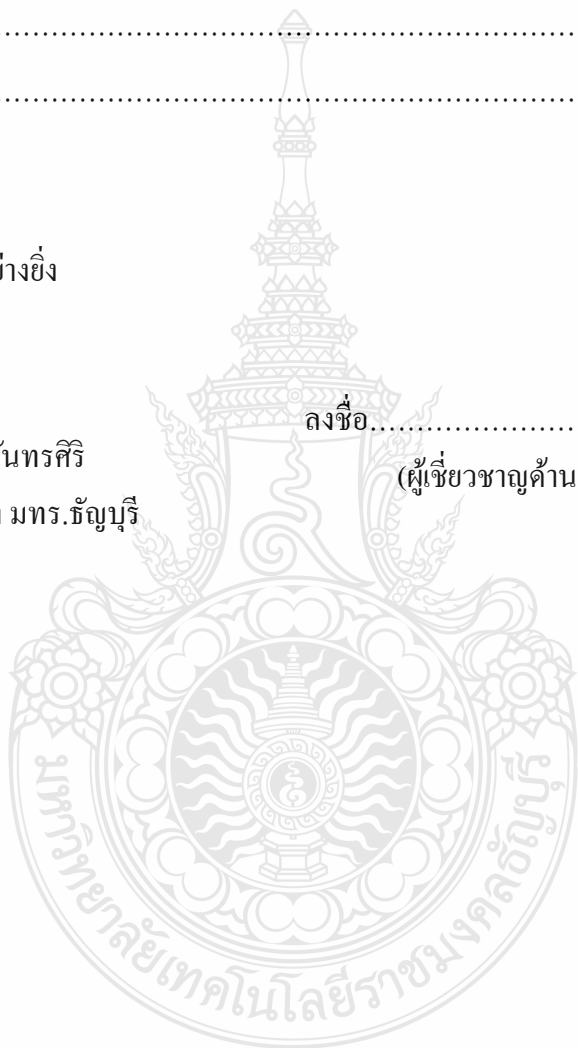 ................................................................
................................................................
ย่างยิ่ง
ลงชื่อ......................
ันทรศิริ
(ผู้เชี่ยวชาญด้าน
มทร.ธัญบุรี
มหาวิทยาลัยเทคโนโลยีราชมงคลธัญบุรี